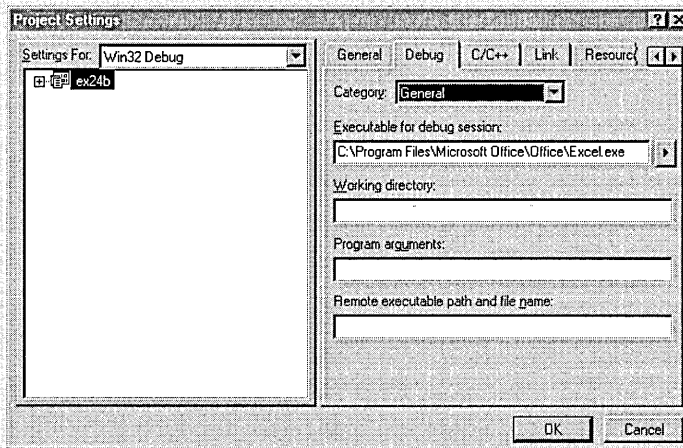 Project Settings
Settings For: Win32 Debug
ex24b
General Debug C/C++ Link Resourc
Category: General
Executable for debug session:
C:\Program Files\Microsoft Office\Office\Excel.exe
Working directory:
Program arguments:
Remote executable path and file name:
OK Cancel